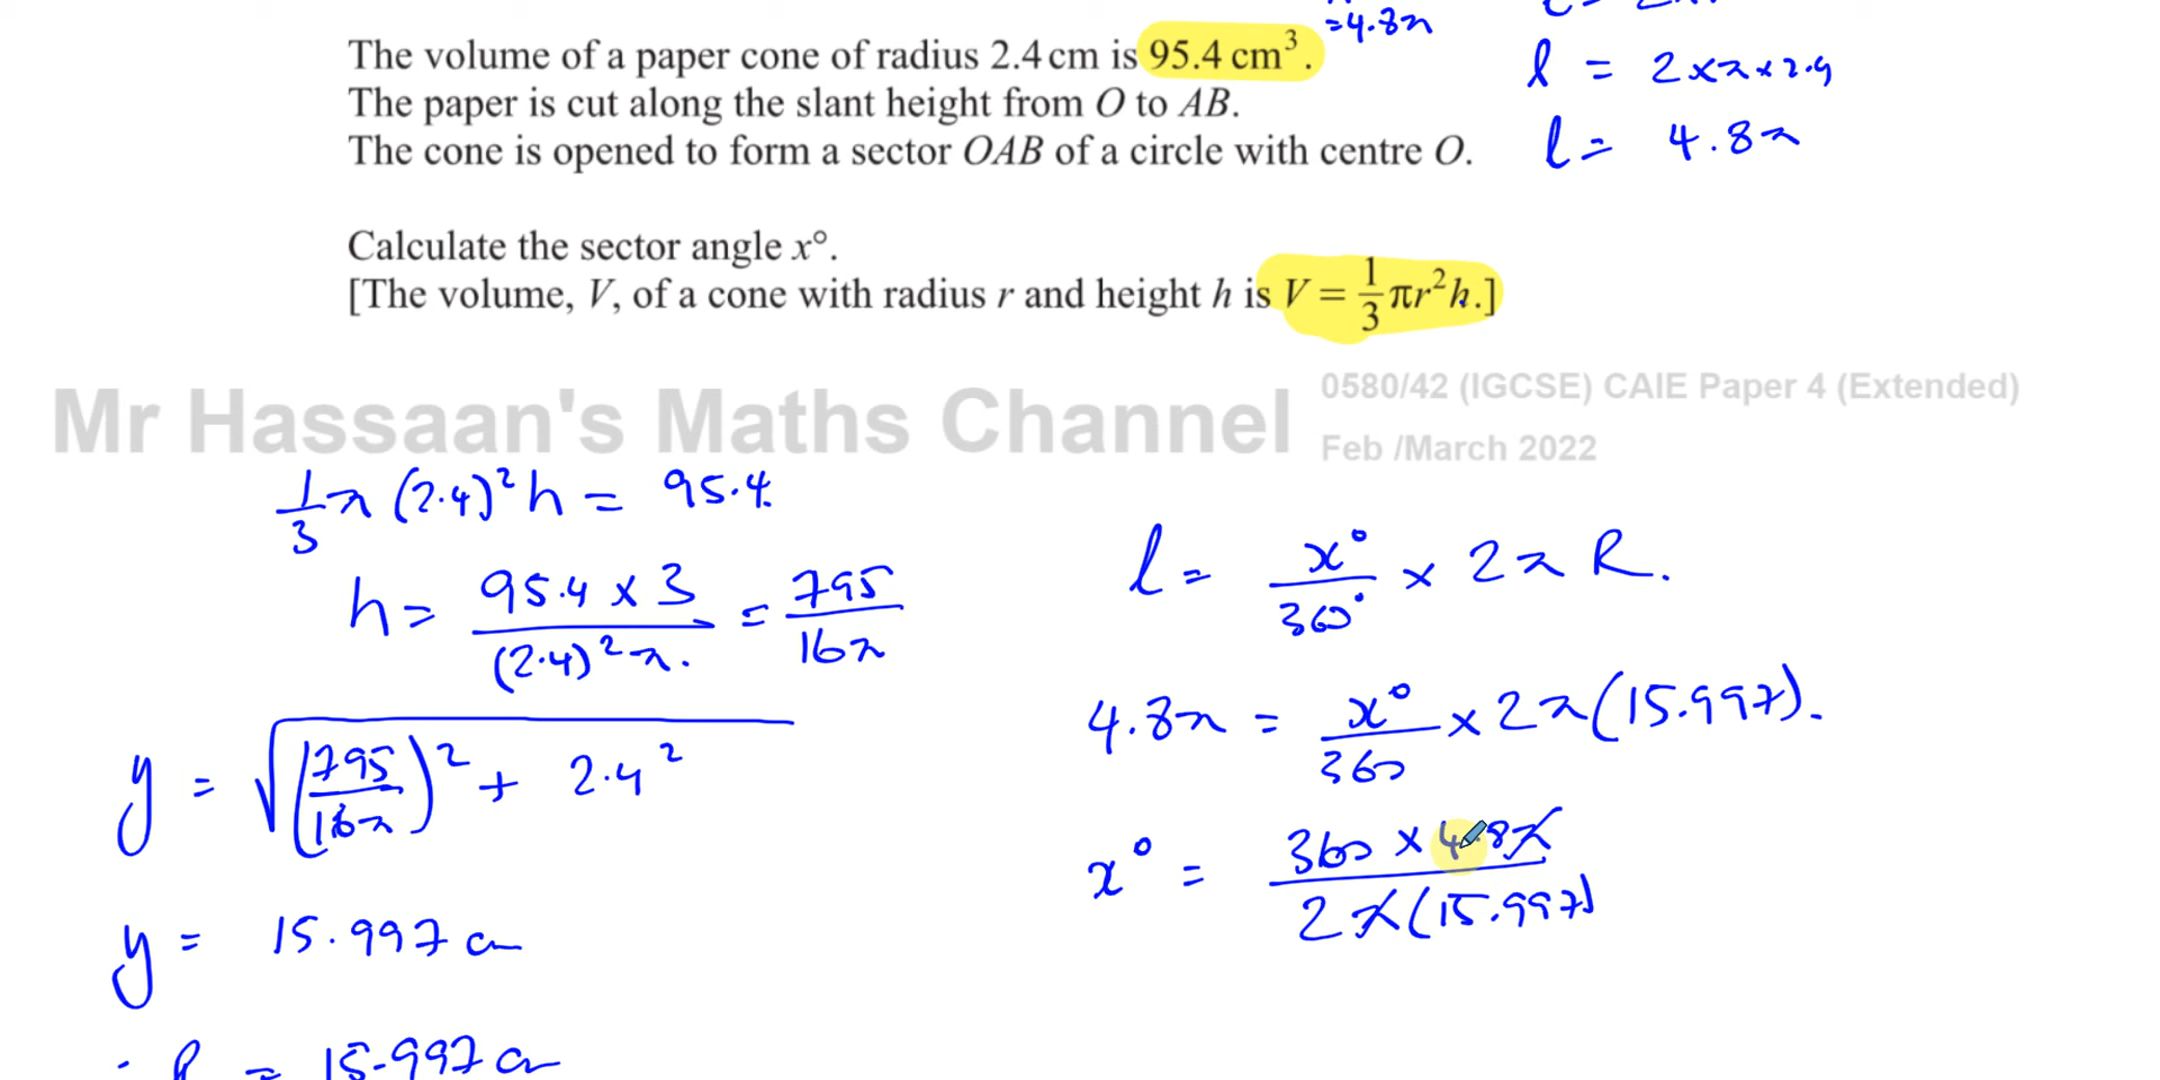 =4.8π
The volume of a paper cone of radius 2.4 cm is 95.4 cm³.
l = 2×π×2.4
The paper is cut along the slant height from O to AB.
The cone is opened to form a sector OAB of a circle with centre O.
l = 4.8π
Calculate the sector angle x°.
[The volume, V, of a cone with radius r and height h is V = 1/3 πr²h.]
Mr Hassaan's Maths Channel
0580/42 (IGCSE) CAIE Paper 4 (Extended)
Feb /March 2022
1/3 π (2.4)² h = 95.4
h = 95.4 × 3 / (2.4)² π. = 795 / 16π
y = √((795/16π)² + 2.4²)
y = 15.997 cm
= 15.997 cm
l = x°/360° × 2πR.
4.8π = x°/360 × 2π(15.997).
x° = 360 × 4.8π / 2π(15.997)